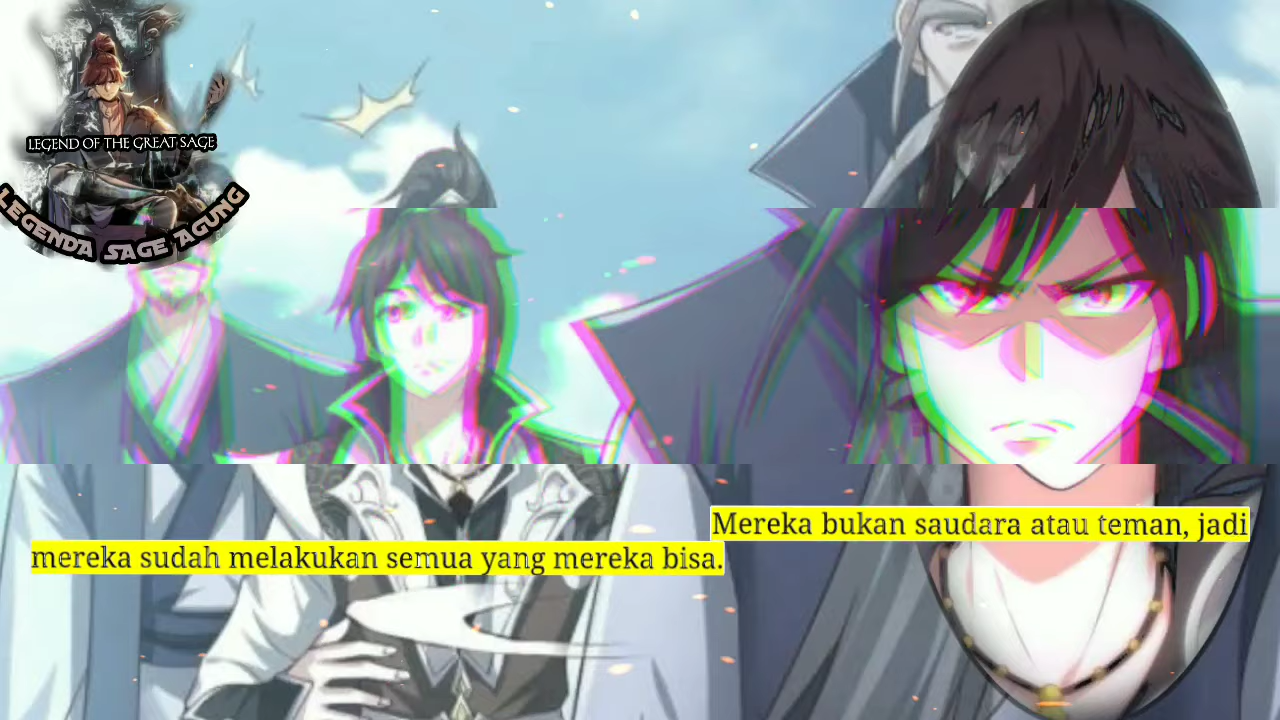 LEGEND OF THE GREAT SAGE
LEGENDA SAGE AGUNG
Mereka bukan saudara atau teman, jadi
mereka sudah melakukan semua yang mereka bisa.